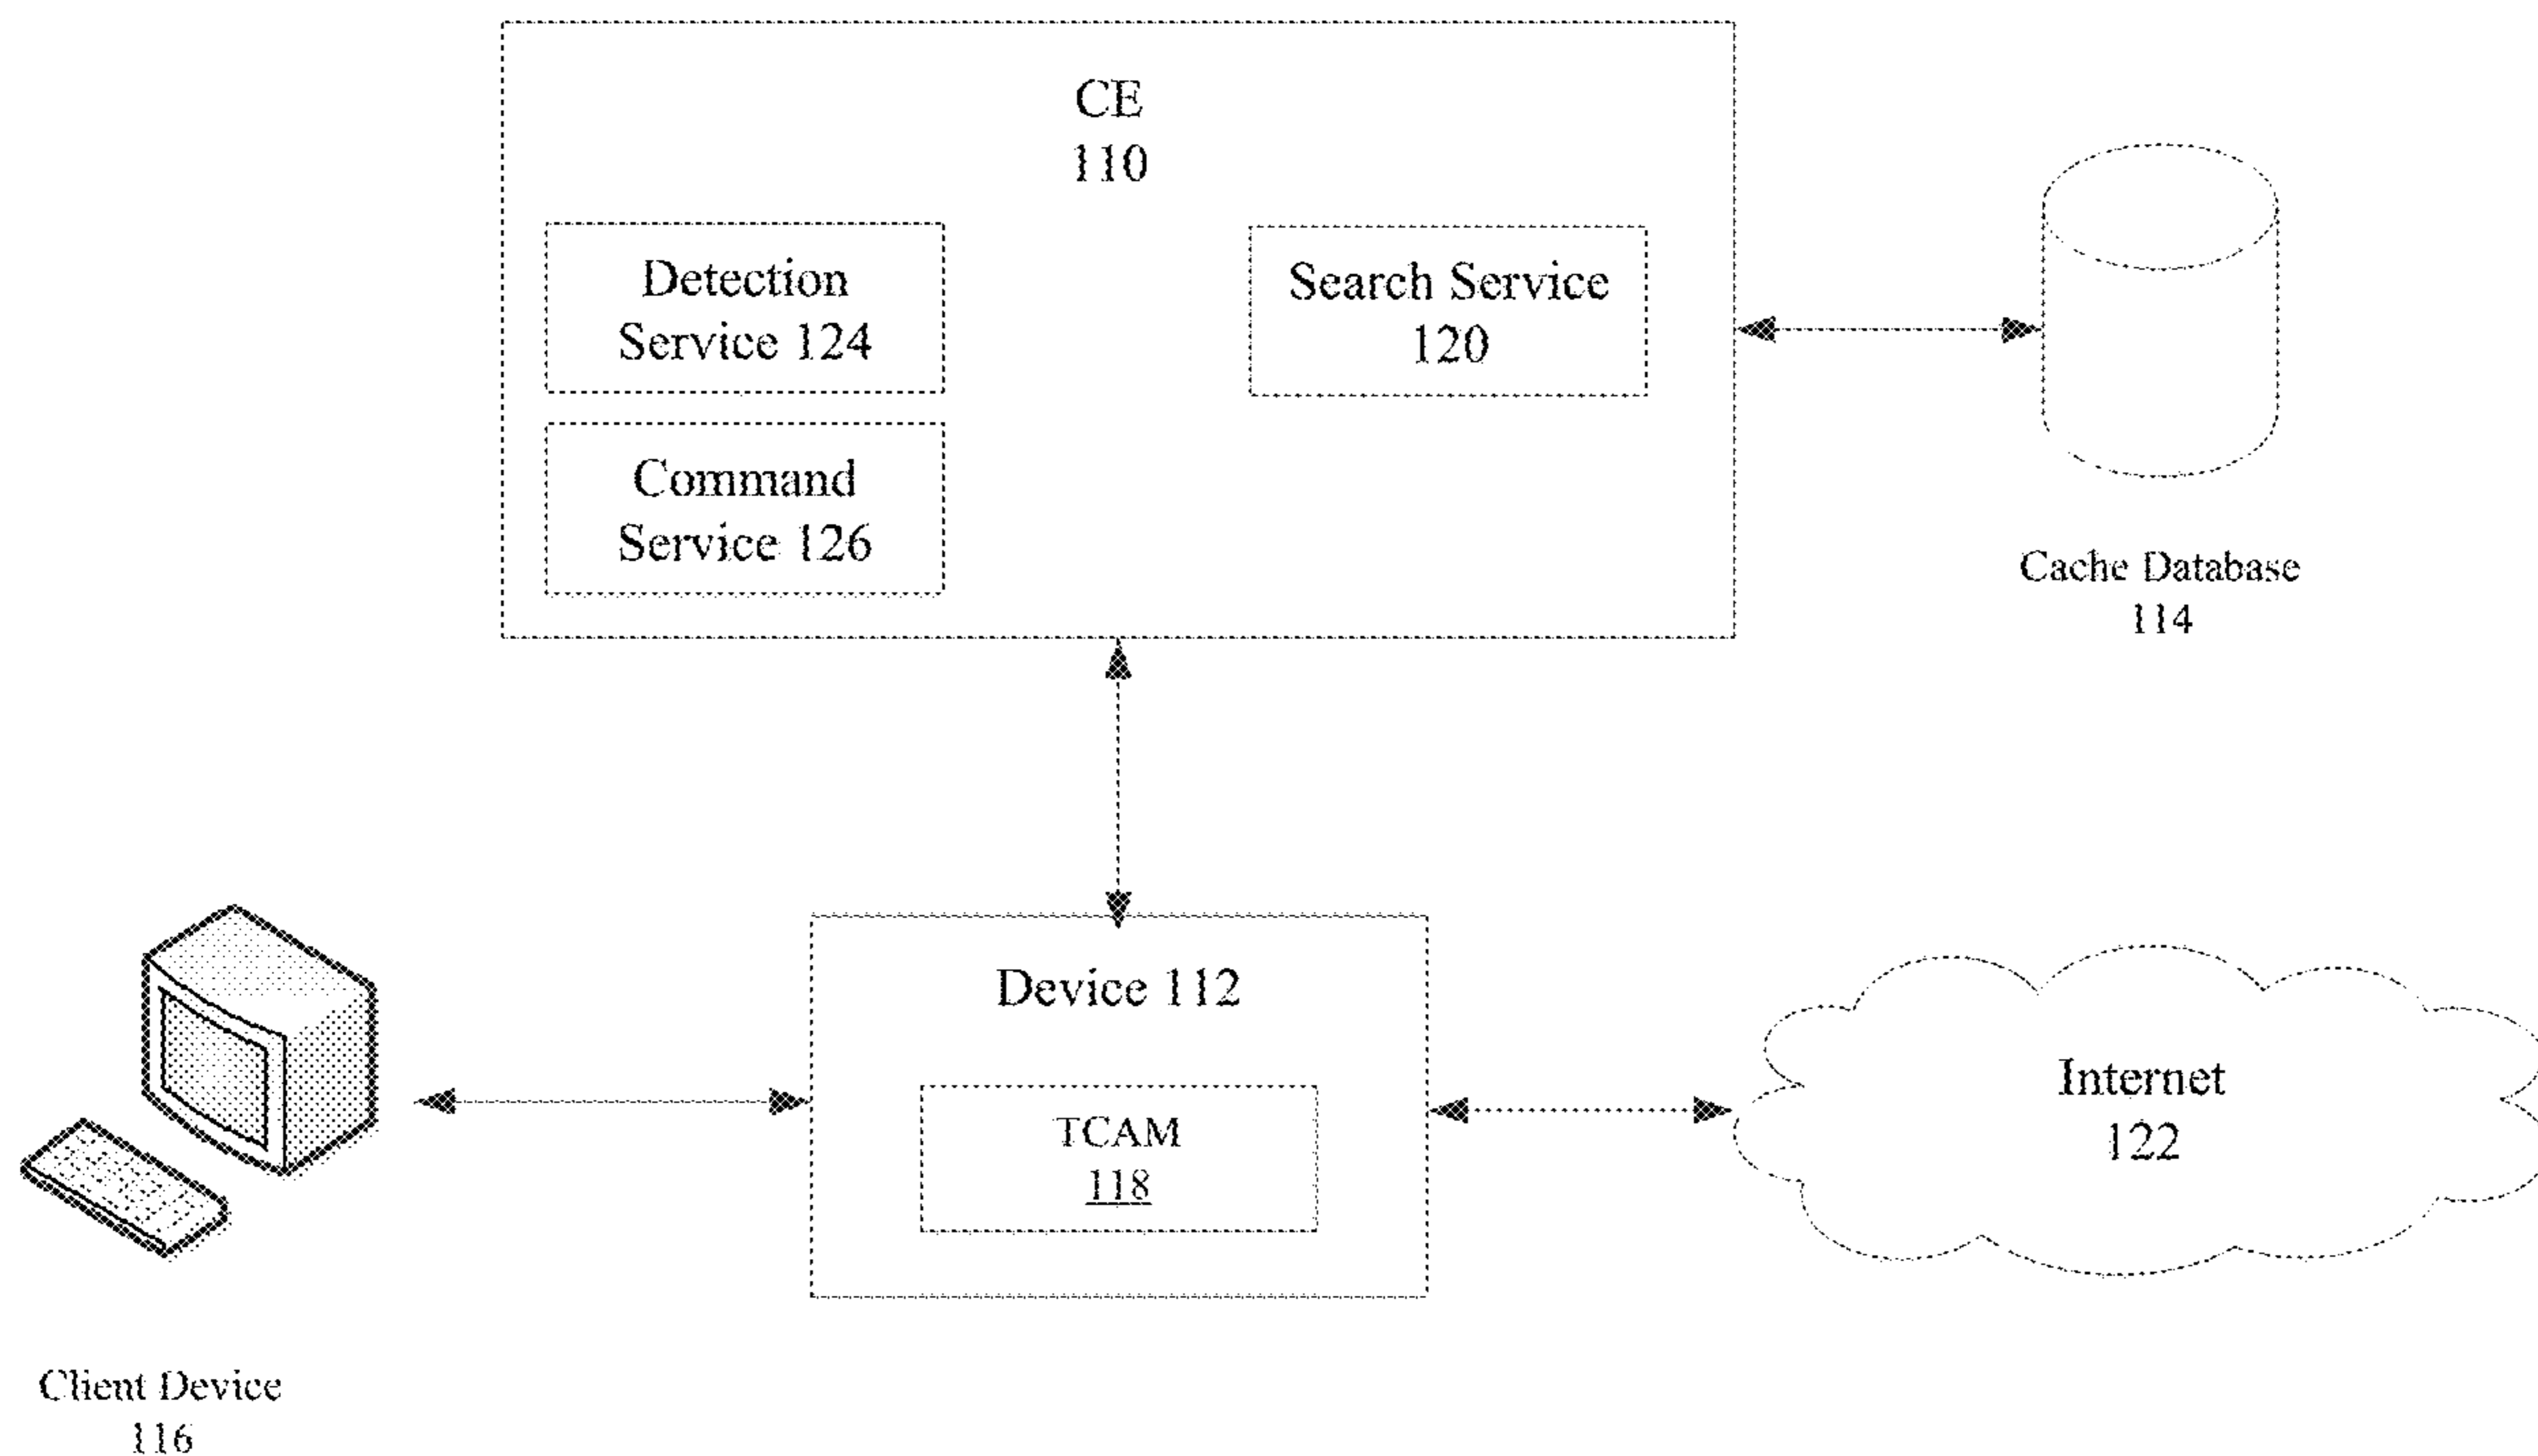 CE
110
Detection
Service 124
Search Service
120
Command
Service 126
Cache Database
114
Device 112
TCAM
118
Internet
122
Client Device
116